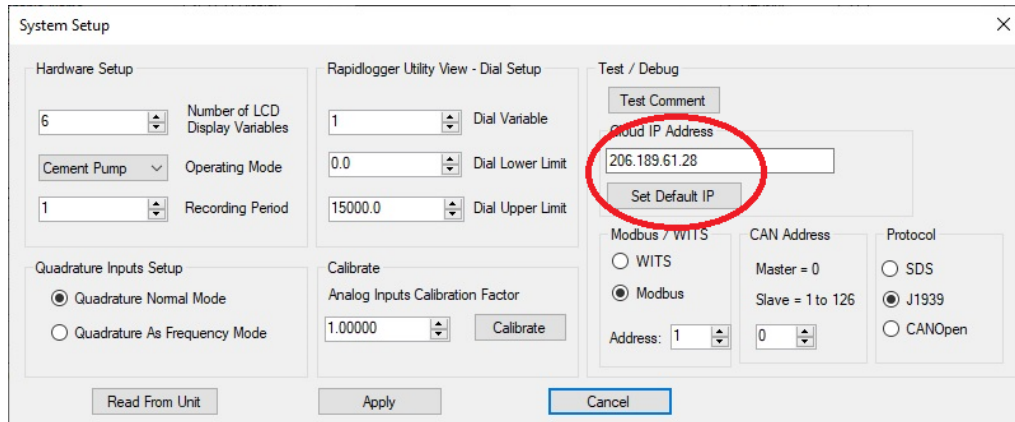 System Setup
Hardware Setup
6
Number of LCD
Display Variables
Cement Pump
Operating Mode
1
Recording Period
Rapidlogger Utility View - Dial Setup
1
Dial Variable
0.0
Dial Lower Limit
15000.0
Dial Upper Limit
Test / Debug
Test Comment
Cloud IP Address
206.189.61.28
Set Default IP
Quadrature Inputs Setup
Quadrature Normal Mode
Quadrature As Frequency Mode
Calibrate
Analog Inputs Calibration Factor
1.00000
Calibrate
Modbus / WITS
WITS
Modbus
Address: 1
CAN Address
Master = 0
Slave = 1 to 126
0
Protocol
SDS
J1939
CANOpen
Read From Unit
Apply
Cancel